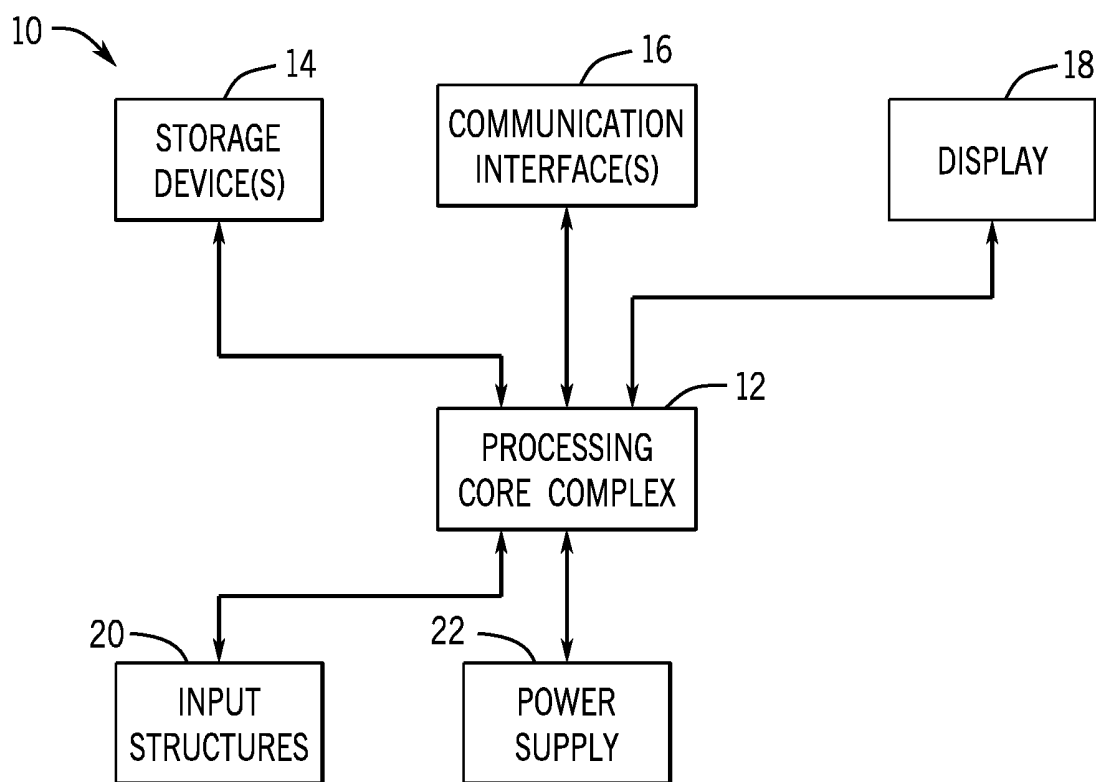 10
14
16
18
STORAGE
DEVICE(S)
COMMUNICATION
INTERFACE(S)
DISPLAY
12
PROCESSING
CORE COMPLEX
20
22
INPUT
STRUCTURES
POWER
SUPPLY